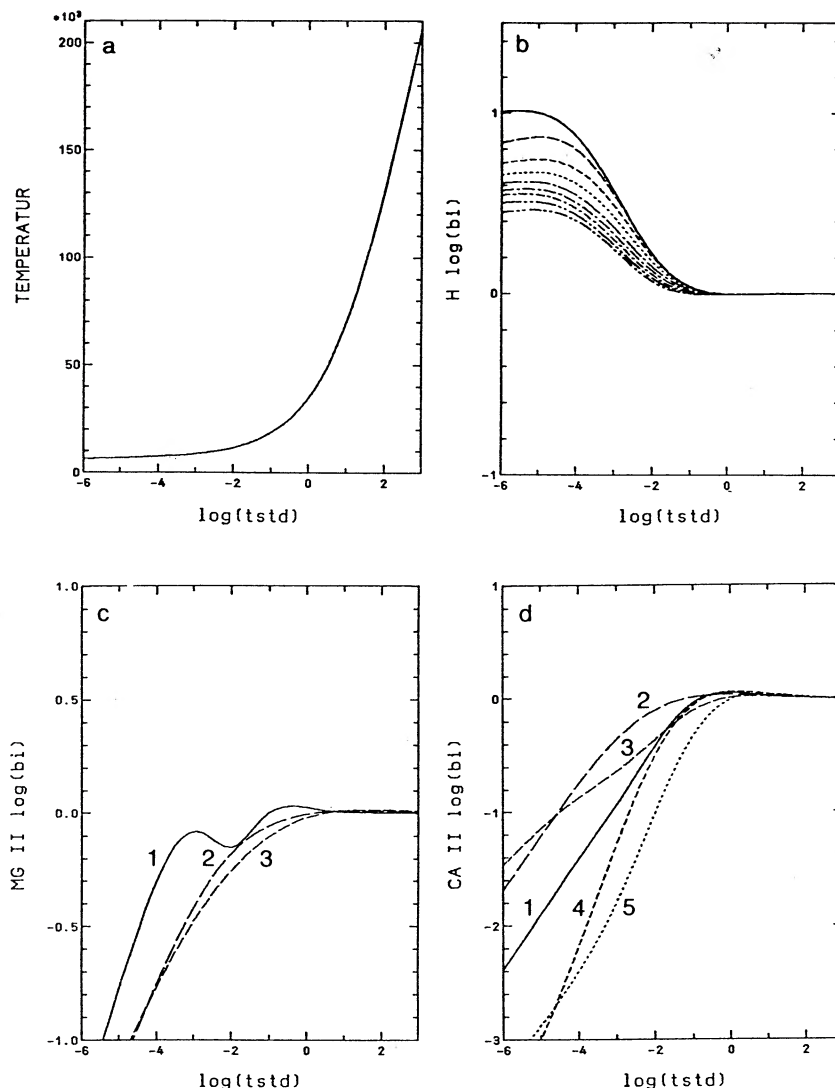 a
*10³
200
150
100
50
0
TEMPERATUR
-6 -4 -2 0 2
log(tstd)
b
1
0
-1
H log(bi)
-6 -4 -2 0 2
log(tstd)
c
1.0
0.5
0.0
-0.5
-1.0
MG II log(bi)
1 2 3
-6 -4 -2 0 2
log(tstd)
d
1
0
-1
-2
-3
CA II log(bi)
2
3
1 4 5
-6 -4 -2 0 2
log(tstd)